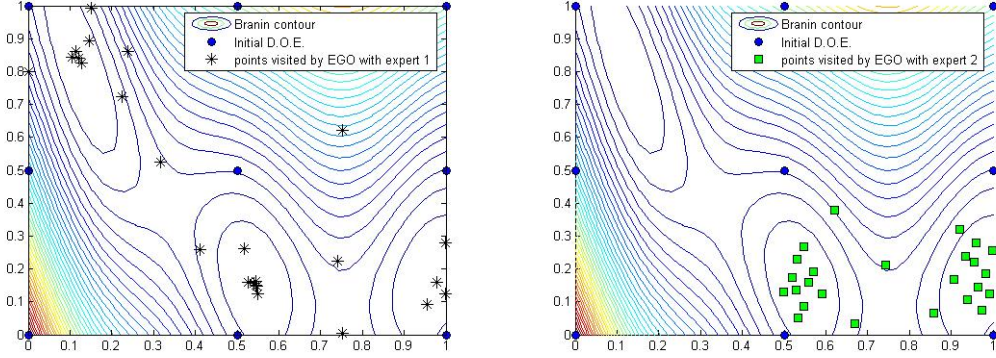 1
0.9
0.8
0.7
0.6
0.5
0.4
0.3
0.2
0.1
0
0 0.1 0.2 0.3 0.4 0.5 0.6 0.7 0.8 0.9 1
Branin contour
Initial D.O.E.
points visited by EGO with expert 1
1
0.9
0.8
0.7
0.6
0.5
0.4
0.3
0.2
0.1
0
0 0.1 0.2 0.3 0.4 0.5 0.6 0.7 0.8 0.9 1
Branin contour
Initial D.O.E.
points visited by EGO with expert 2